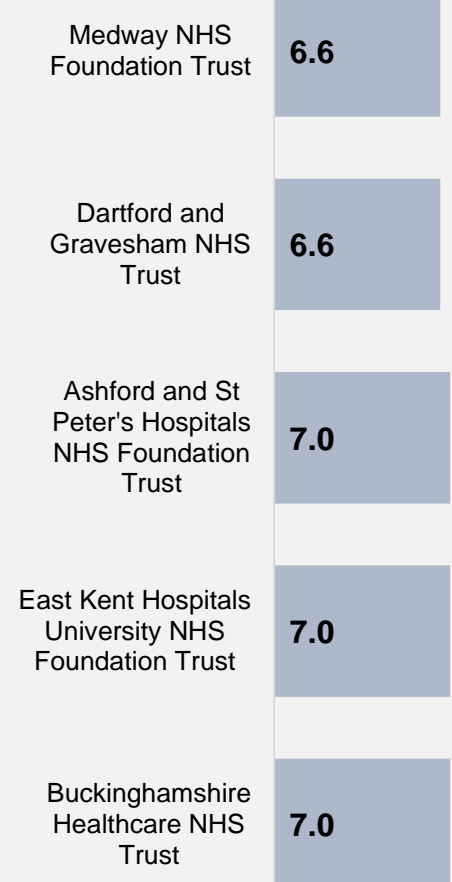 Medway NHS
Foundation Trust
6.6
Dartford and
Gravesham NHS
Trust
6.6
Ashford and St
Peter's Hospitals
NHS Foundation
Trust
7.0
East Kent Hospitals
University NHS
Foundation Trust
7.0
Buckinghamshire
Healthcare NHS
Trust
7.0